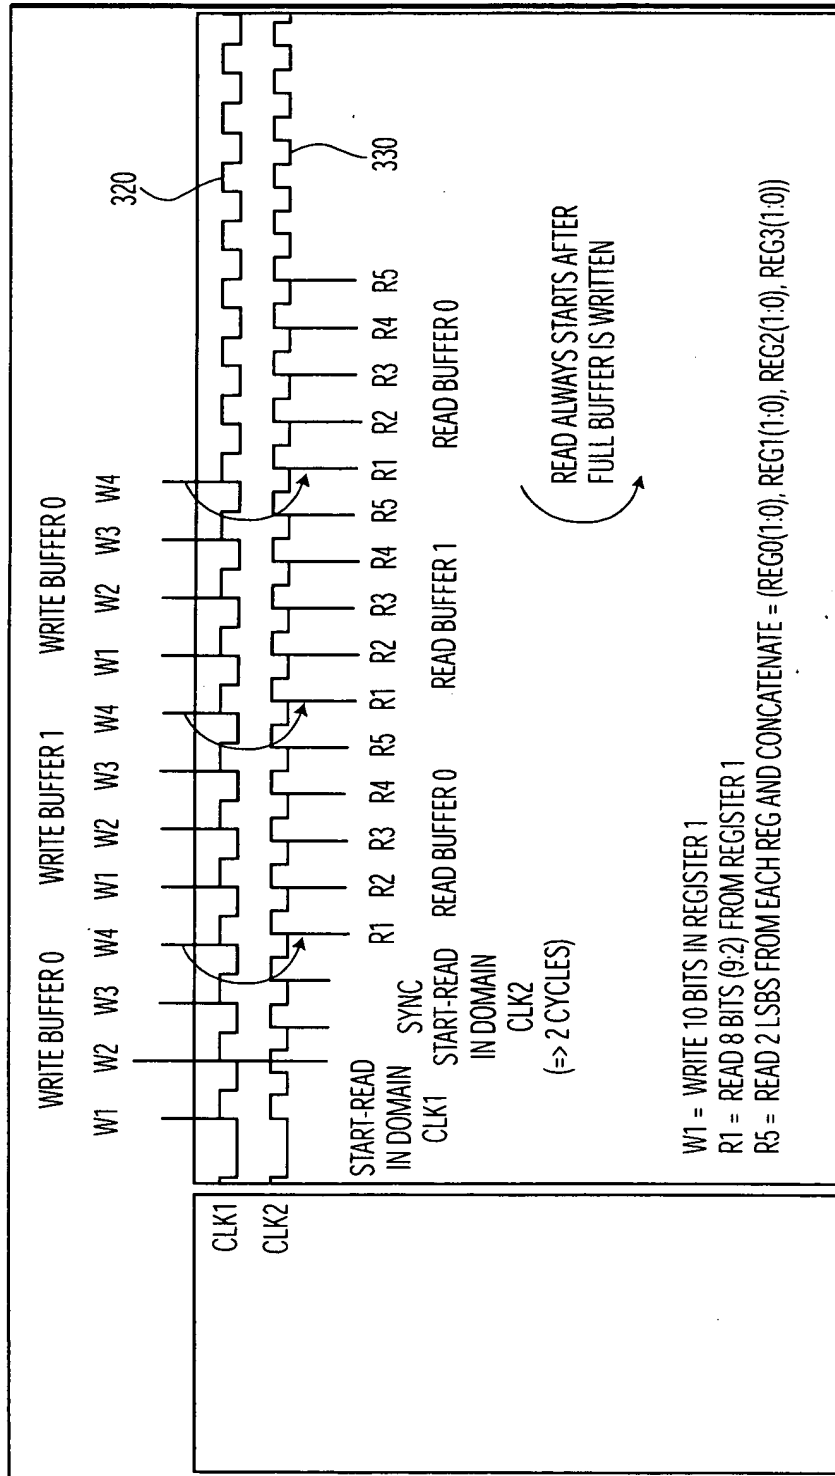 WRITE BUFFER 0
WRITE BUFFER 1
WRITE BUFFER 0
W1 W2 W3 W4 W1 W2 W3 W4 W1 W2 W3 W4
320
CLK1
CLK2
330
START-READ
IN DOMAIN
CLK1
SYNC
START-READ
IN DOMAIN
CLK2
(=> 2 CYCLES)
R1 R2 R3 R4 R5 R1 R2 R3 R4 R5 R1 R2 R3 R4 R5
READ BUFFER 0
READ BUFFER 1
READ BUFFER 0
READ ALWAYS STARTS AFTER
FULL BUFFER IS WRITTEN
W1 = WRITE 10 BITS IN REGISTER 1
R1 = READ 8 BITS (9:2) FROM REGISTER 1
R5 = READ 2 LSBS FROM EACH REG AND CONCATENATE = (REG0(1:0), REG1(1:0), REG2(1:0), REG3(1:0))